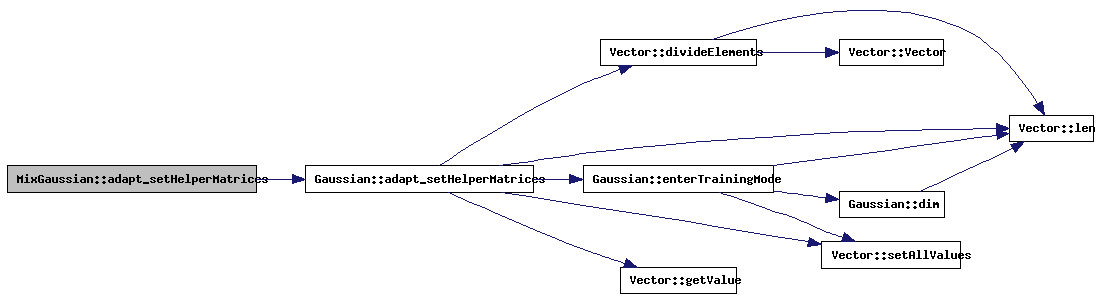 Vector::divideElements
Vector::Vector
Vector::len
MixGaussian::adapt_setHelperMatrices
Gaussian::adapt_setHelperMatrices
Gaussian::enterTrainingMode
Gaussian::dim
Vector::setAllValues
Vector::getValue